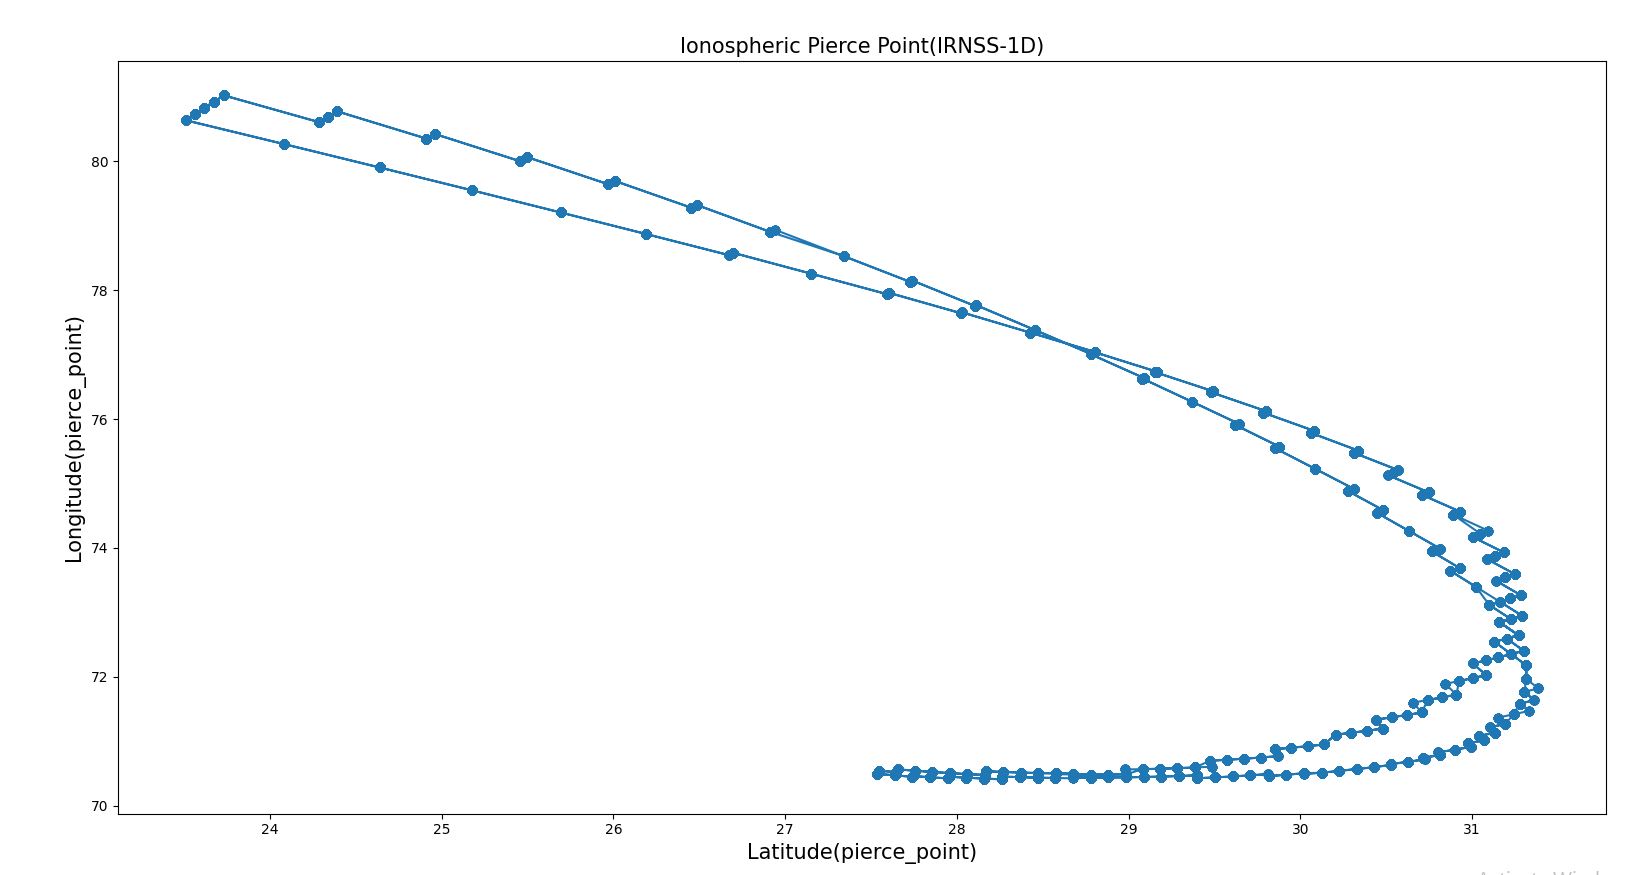 Ionospheric Pierce Point(IRNSS-1D)
Longitude(pierce_point)
80
78
76
74
72
70
24 25 26 27 28 29 30 31
Latitude(pierce_point)